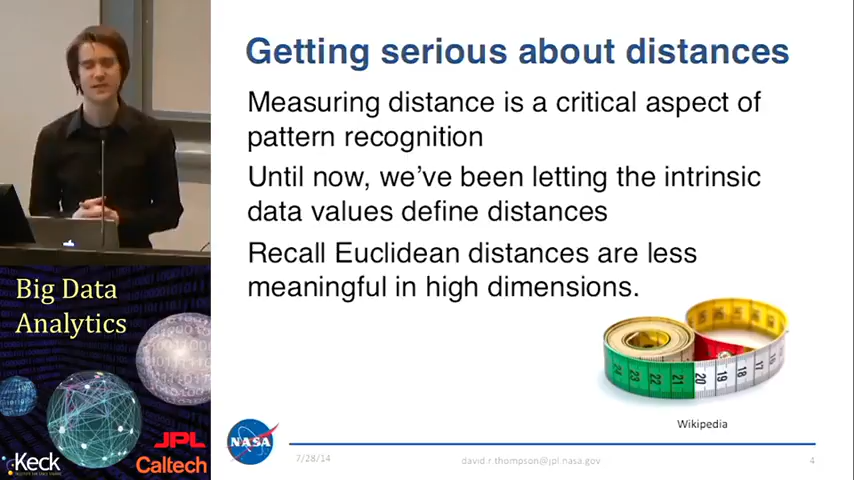 Getting serious about distances
Measuring distance is a critical aspect of
pattern recognition
Until now, we've been letting the intrinsic
data values define distances
Recall Euclidean distances are less
meaningful in high dimensions.
Wikipedia
Big Data
Analytics
JPL
Keck
Caltech
NASA
7/28/14
david.r.thompson@jpl.nasa.gov
4